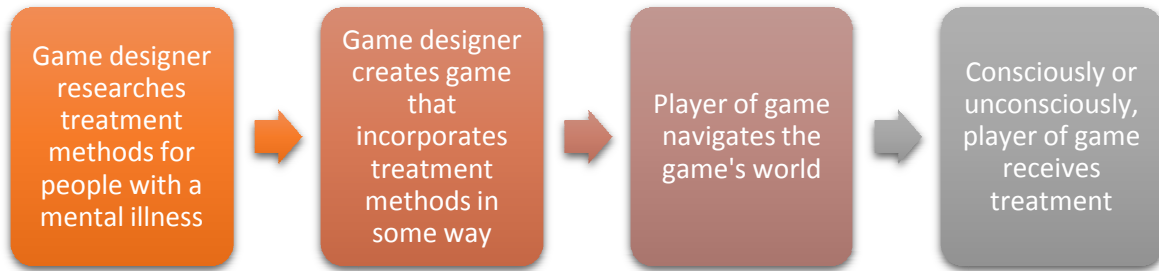 Game designer
researches
treatment
methods for
people with a
mental illness
Game designer
creates game
that
incorporates
treatment
methods in
some way
Player of game
navigates the
game's world
Consciously or
unconsciously,
player of game
receives
treatment